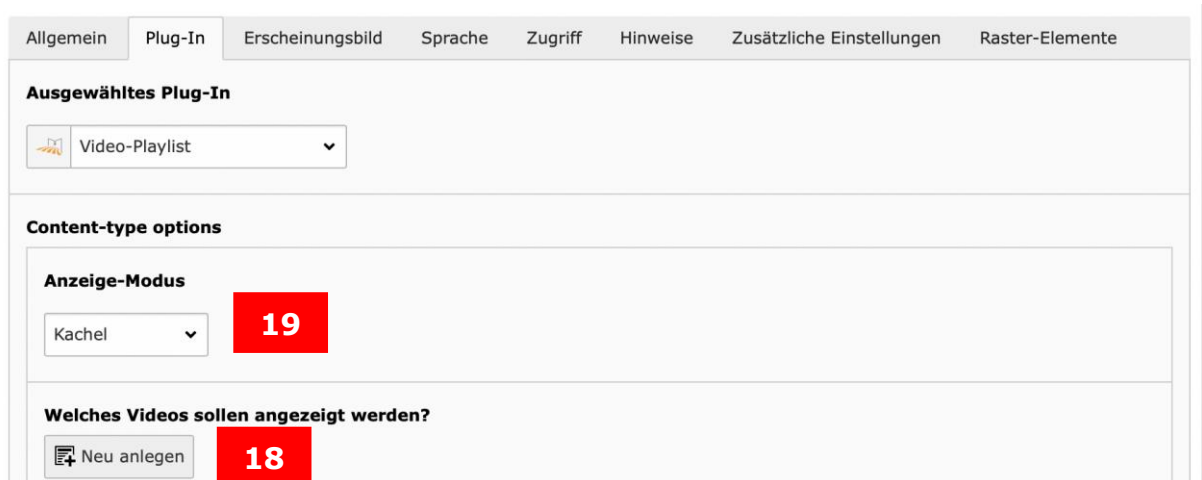 Allgemein Plug-In Erscheinungsbild Sprache Zugriff Hinweise Zusätzliche Einstellungen Raster-Elemente
Ausgewähltes Plug-In
Video-Playlist
Content-type options
Anzeige-Modus
Kachel 19
Welches Videos sollen angezeigt werden?
Neu anlegen 18